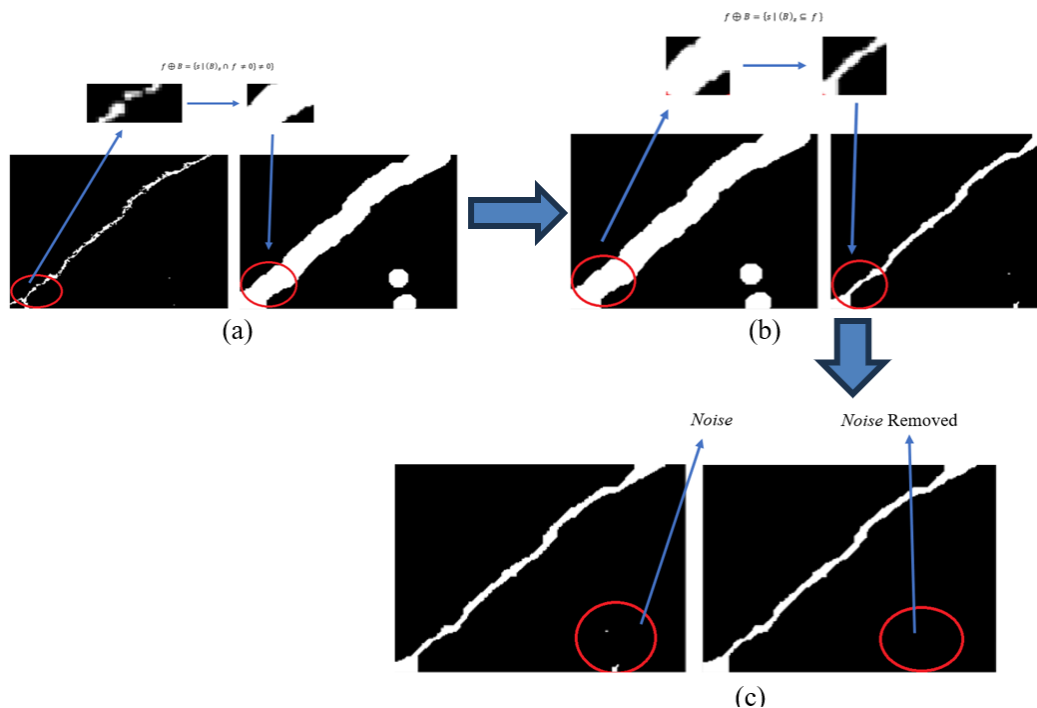 f ⊕ B = {s | (B)ₛ ∩ f ≠ 0} ≠ 0}
f ⊕ B = {s | (B)ₛ ⊆ f }
(a)
(b)
Noise
Noise Removed
(c)